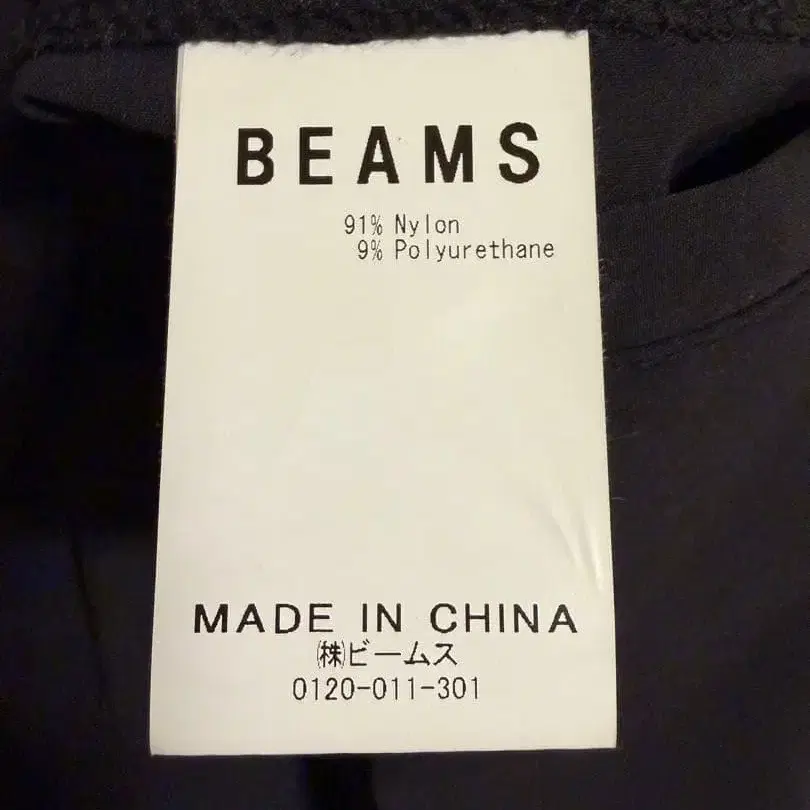 BEAMS
91% Nylon
9% Polyurethane
MADE IN CHINA
㈱ビームス
0120-011-301